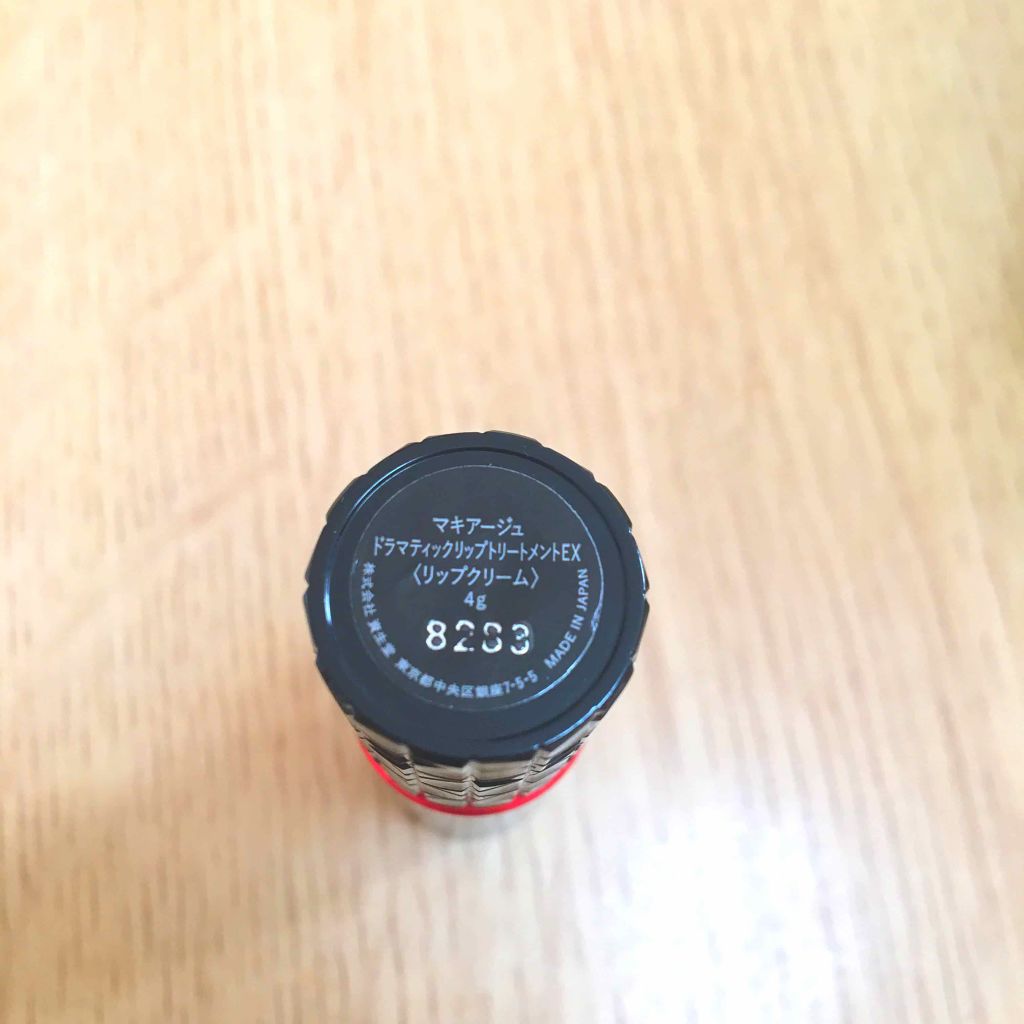 マキアージュ
ドラマティックリップトリートメントEX
〈リップクリーム〉
4g
8283
株式会社 資生堂 東京都中央区銀座7-5-5 MADE IN JAPAN